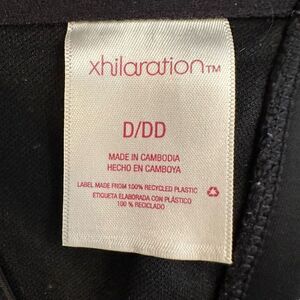 xhilaration™
D/DD
MADE IN CAMBODIA
HECHO EN CAMBOYA
LABEL MADE FROM 100% RECYCLED PLASTIC
ETIQUETA ELABORADA CON PLÁSTICO
100 % RECICLADO